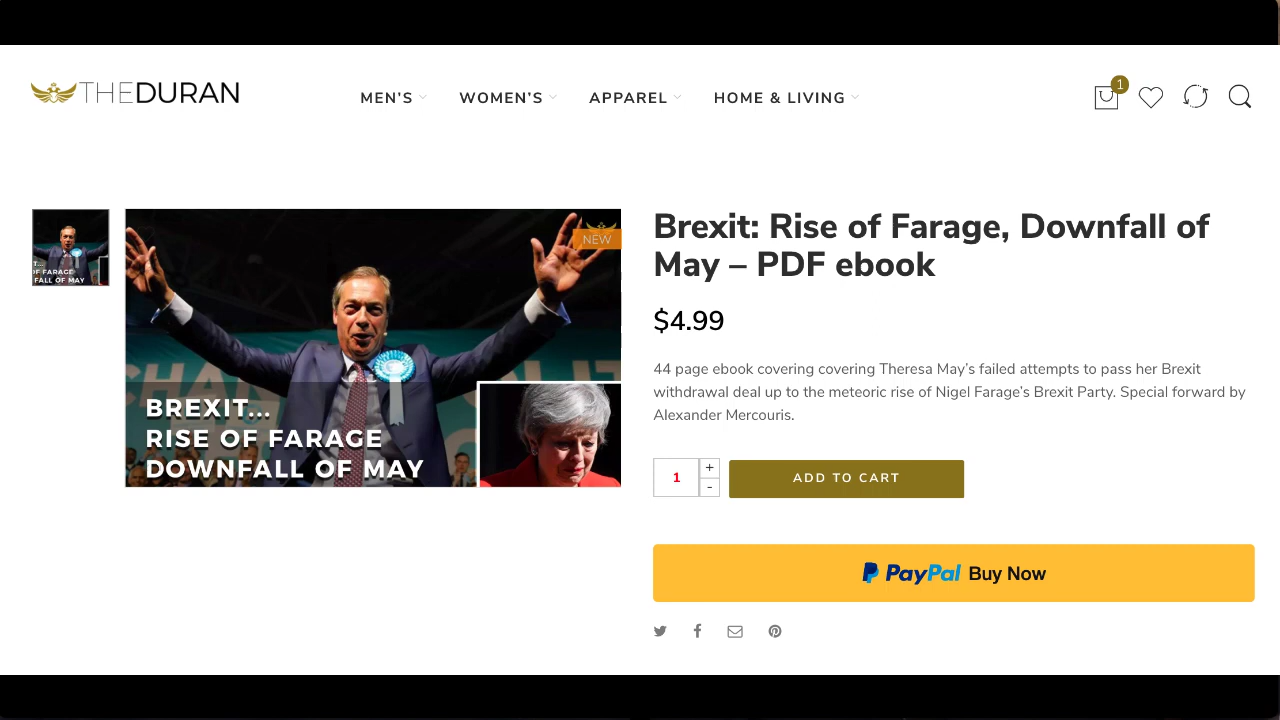 THEDURAN
MEN'S
WOMEN'S
APPAREL
HOME & LIVING
1
NEW
BREXIT...
RISE OF FARAGE
DOWNFALL OF MAY
Brexit: Rise of Farage, Downfall of
May – PDF ebook
$4.99
44 page ebook covering covering Theresa May's failed attempts to pass her Brexit
withdrawal deal up to the meteoric rise of Nigel Farage's Brexit Party. Special forward by
Alexander Mercouris.
1
+
-
ADD TO CART
PayPal Buy Now